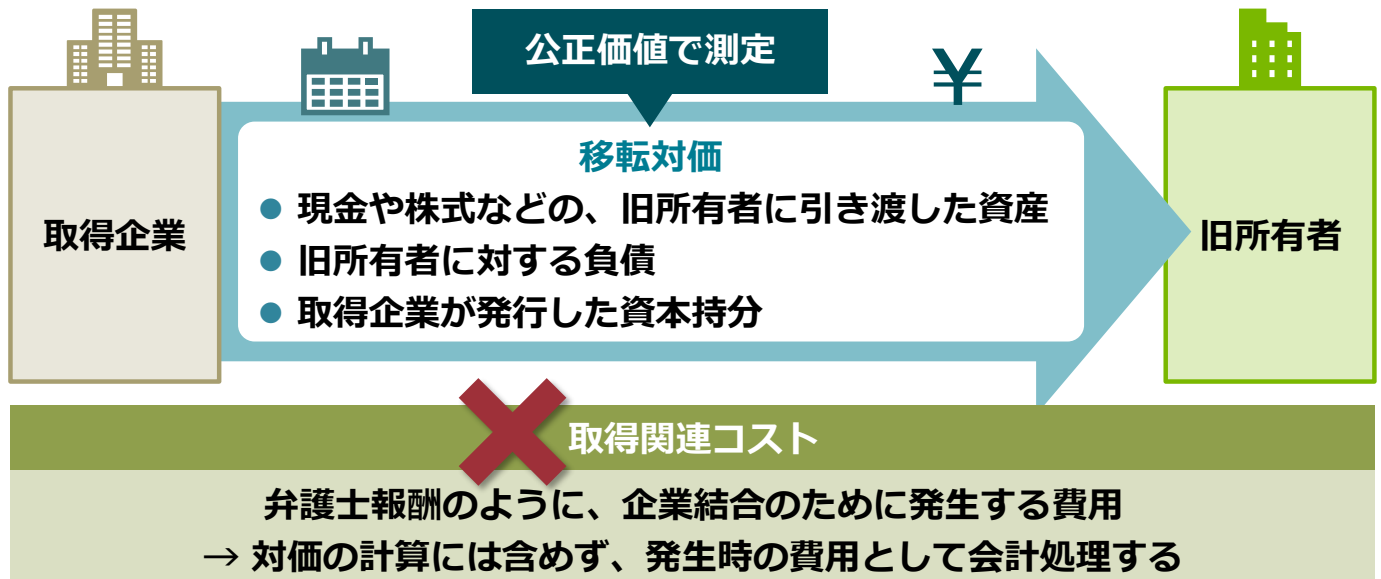 公正価値で測定
¥
移転対価
● 現金や株式などの、旧所有者に引き渡した資産
● 旧所有者に対する負債
● 取得企業が発行した資本持分
取得企業
旧所有者
取得関連コスト
弁護士報酬のように、企業結合のために発生する費用
→ 対価の計算には含めず、発生時の費用として会計処理する